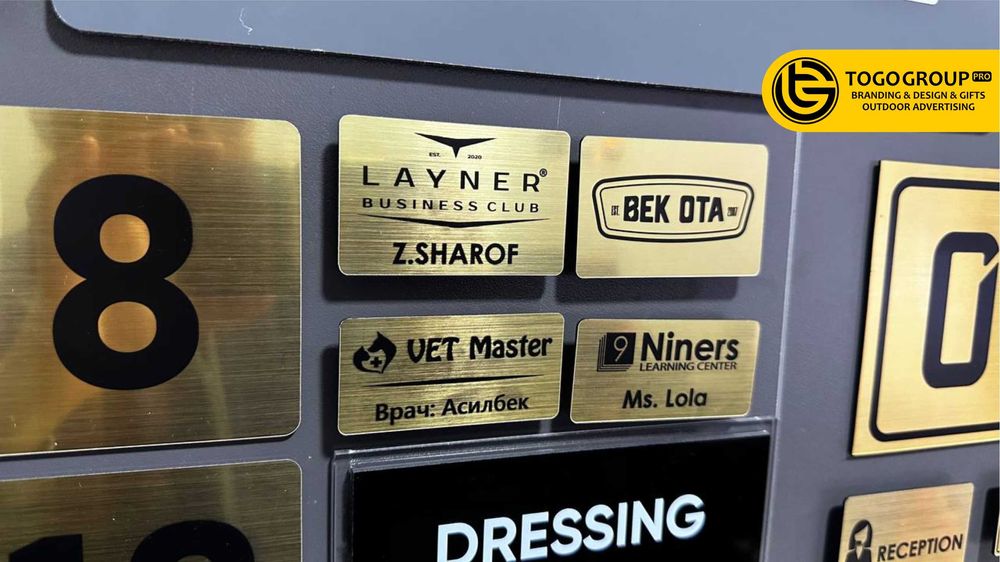 TOGO GROUP PRO
BRANDING & DESIGN & GIFTS
OUTDOOR ADVERTISING
8
EST. 2020
LAYNER®
BUSINESS CLUB
Z.SHAROF
EST. BEK OTA
VET Master
Врач: Асилбек
9 Niners
LEARNING CENTER
Ms. Lola
DRESSING
RECEPTION